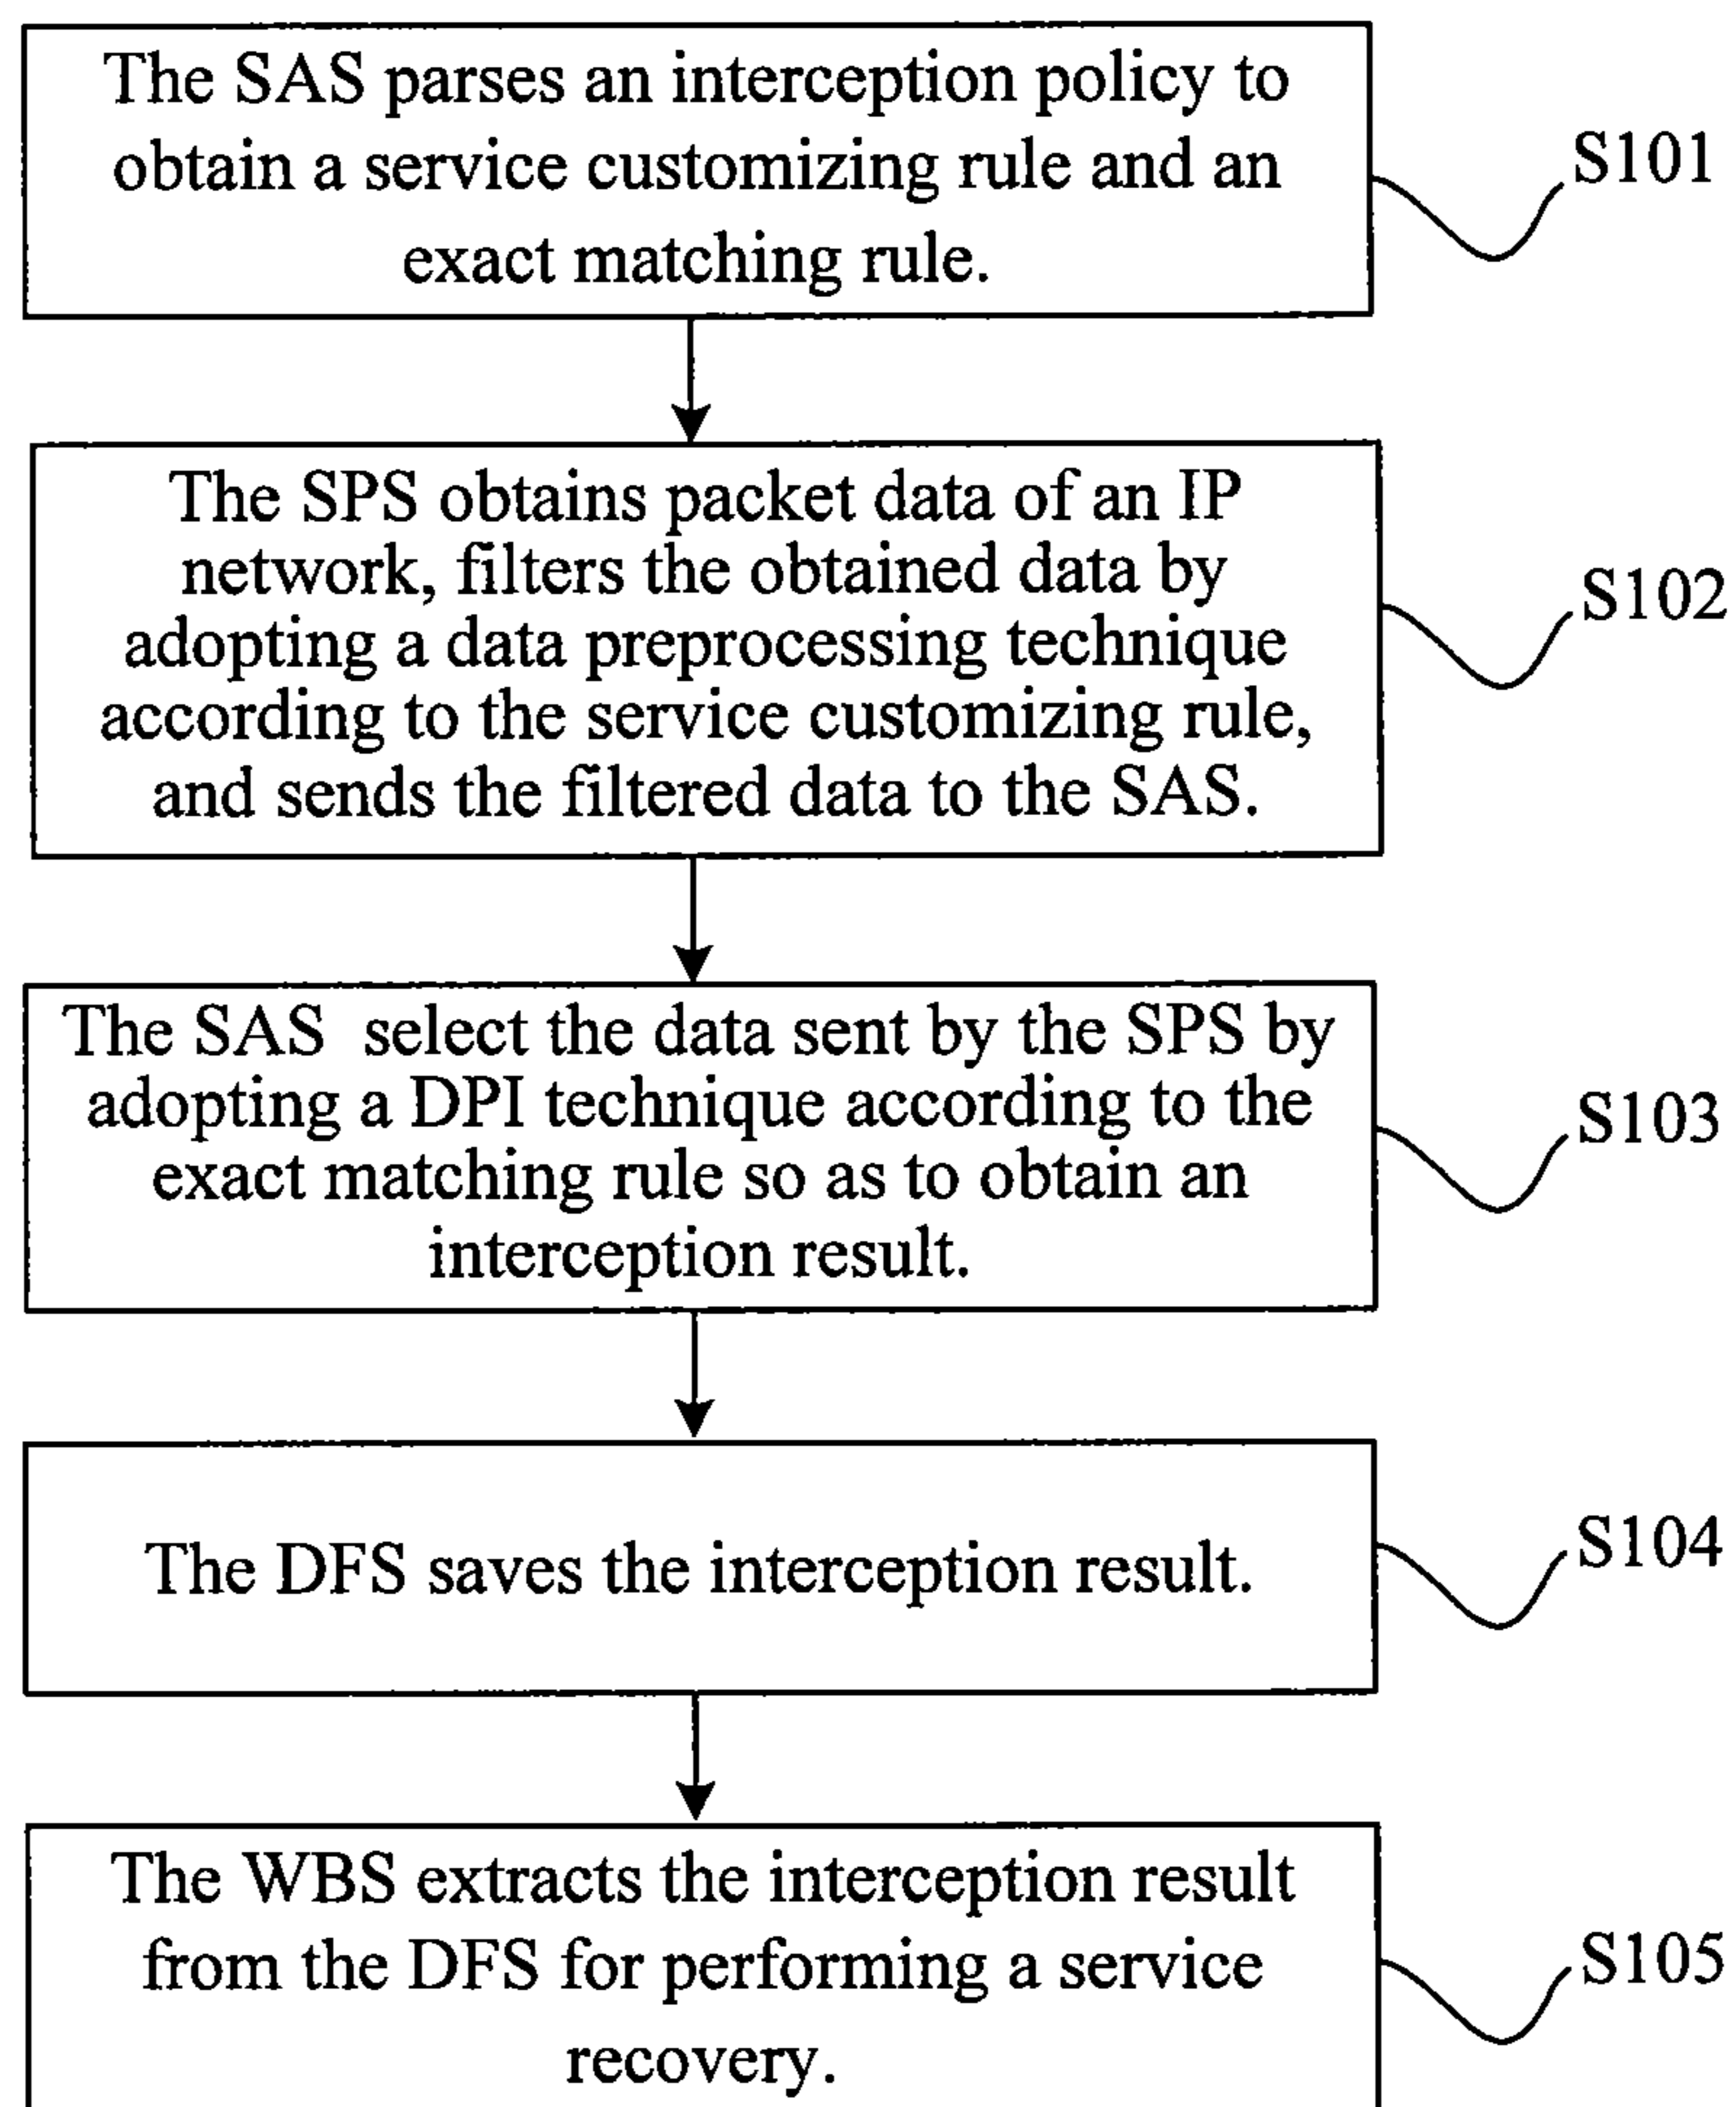 The SAS parses an interception policy to
obtain a service customizing rule and an
exact matching rule.
S101
The SPS obtains packet data of an IP
network, filters the obtained data by
adopting a data preprocessing technique
according to the service customizing rule,
and sends the filtered data to the SAS.
S102
The SAS select the data sent by the SPS by
adopting a DPI technique according to the
exact matching rule so as to obtain an
interception result.
S103
The DFS saves the interception result.
S104
The WBS extracts the interception result
from the DFS for performing a service
recovery.
S105